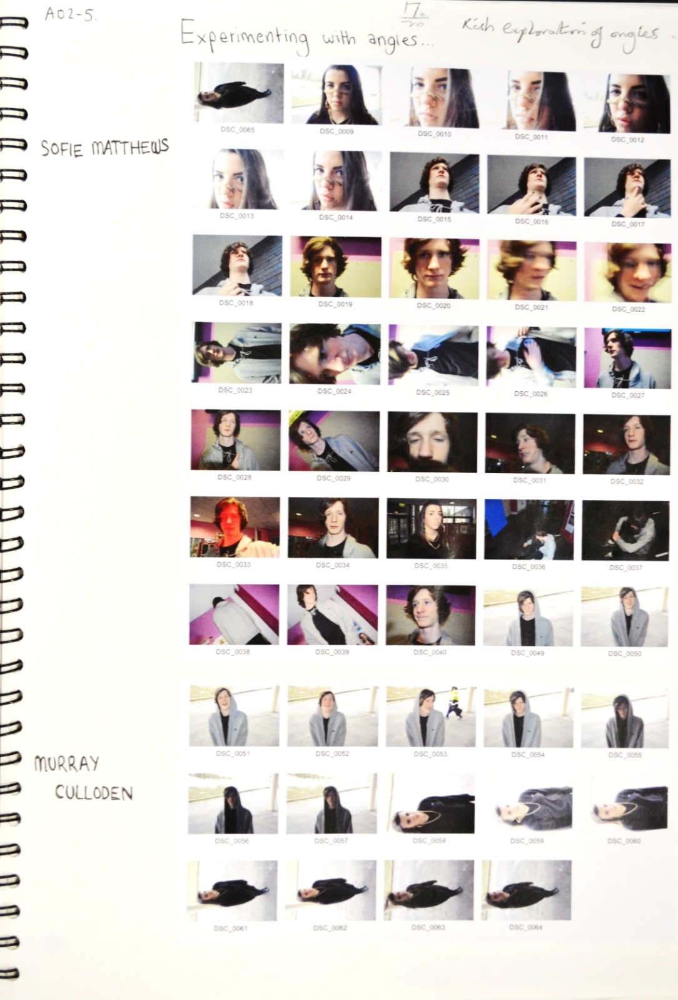 A02-5.
17.
20
Rich exploration of angles.
Experimenting with angles...
DSC_0065 DSC_0009 DSC_0010 DSC_0011 DSC_0012
SOFIE MATTHEWS
DSC_0013 DSC_0014 DSC_0015 DSC_0016 DSC_0017
DSC_0018 DSC_0019 DSC_0020 DSC_0021 DSC_0022
DSC_0023 DSC_0024 DSC_0025 DSC_0026 DSC_0027
DSC_0028 DSC_0029 DSC_0030 DSC_0031 DSC_0032
DSC_0033 DSC_0034 DSC_0035 DSC_0036 DSC_0037
DSC_0038 DSC_0039 DSC_0040 DSC_0049 DSC_0050
DSC_0051 DSC_0052 DSC_0053 DSC_0054 DSC_0055
MURRAY
CULLODEN
DSC_0056 DSC_0057 DSC_0058 DSC_0059 DSC_0060
DSC_0061 DSC_0062 DSC_0063 DSC_0064